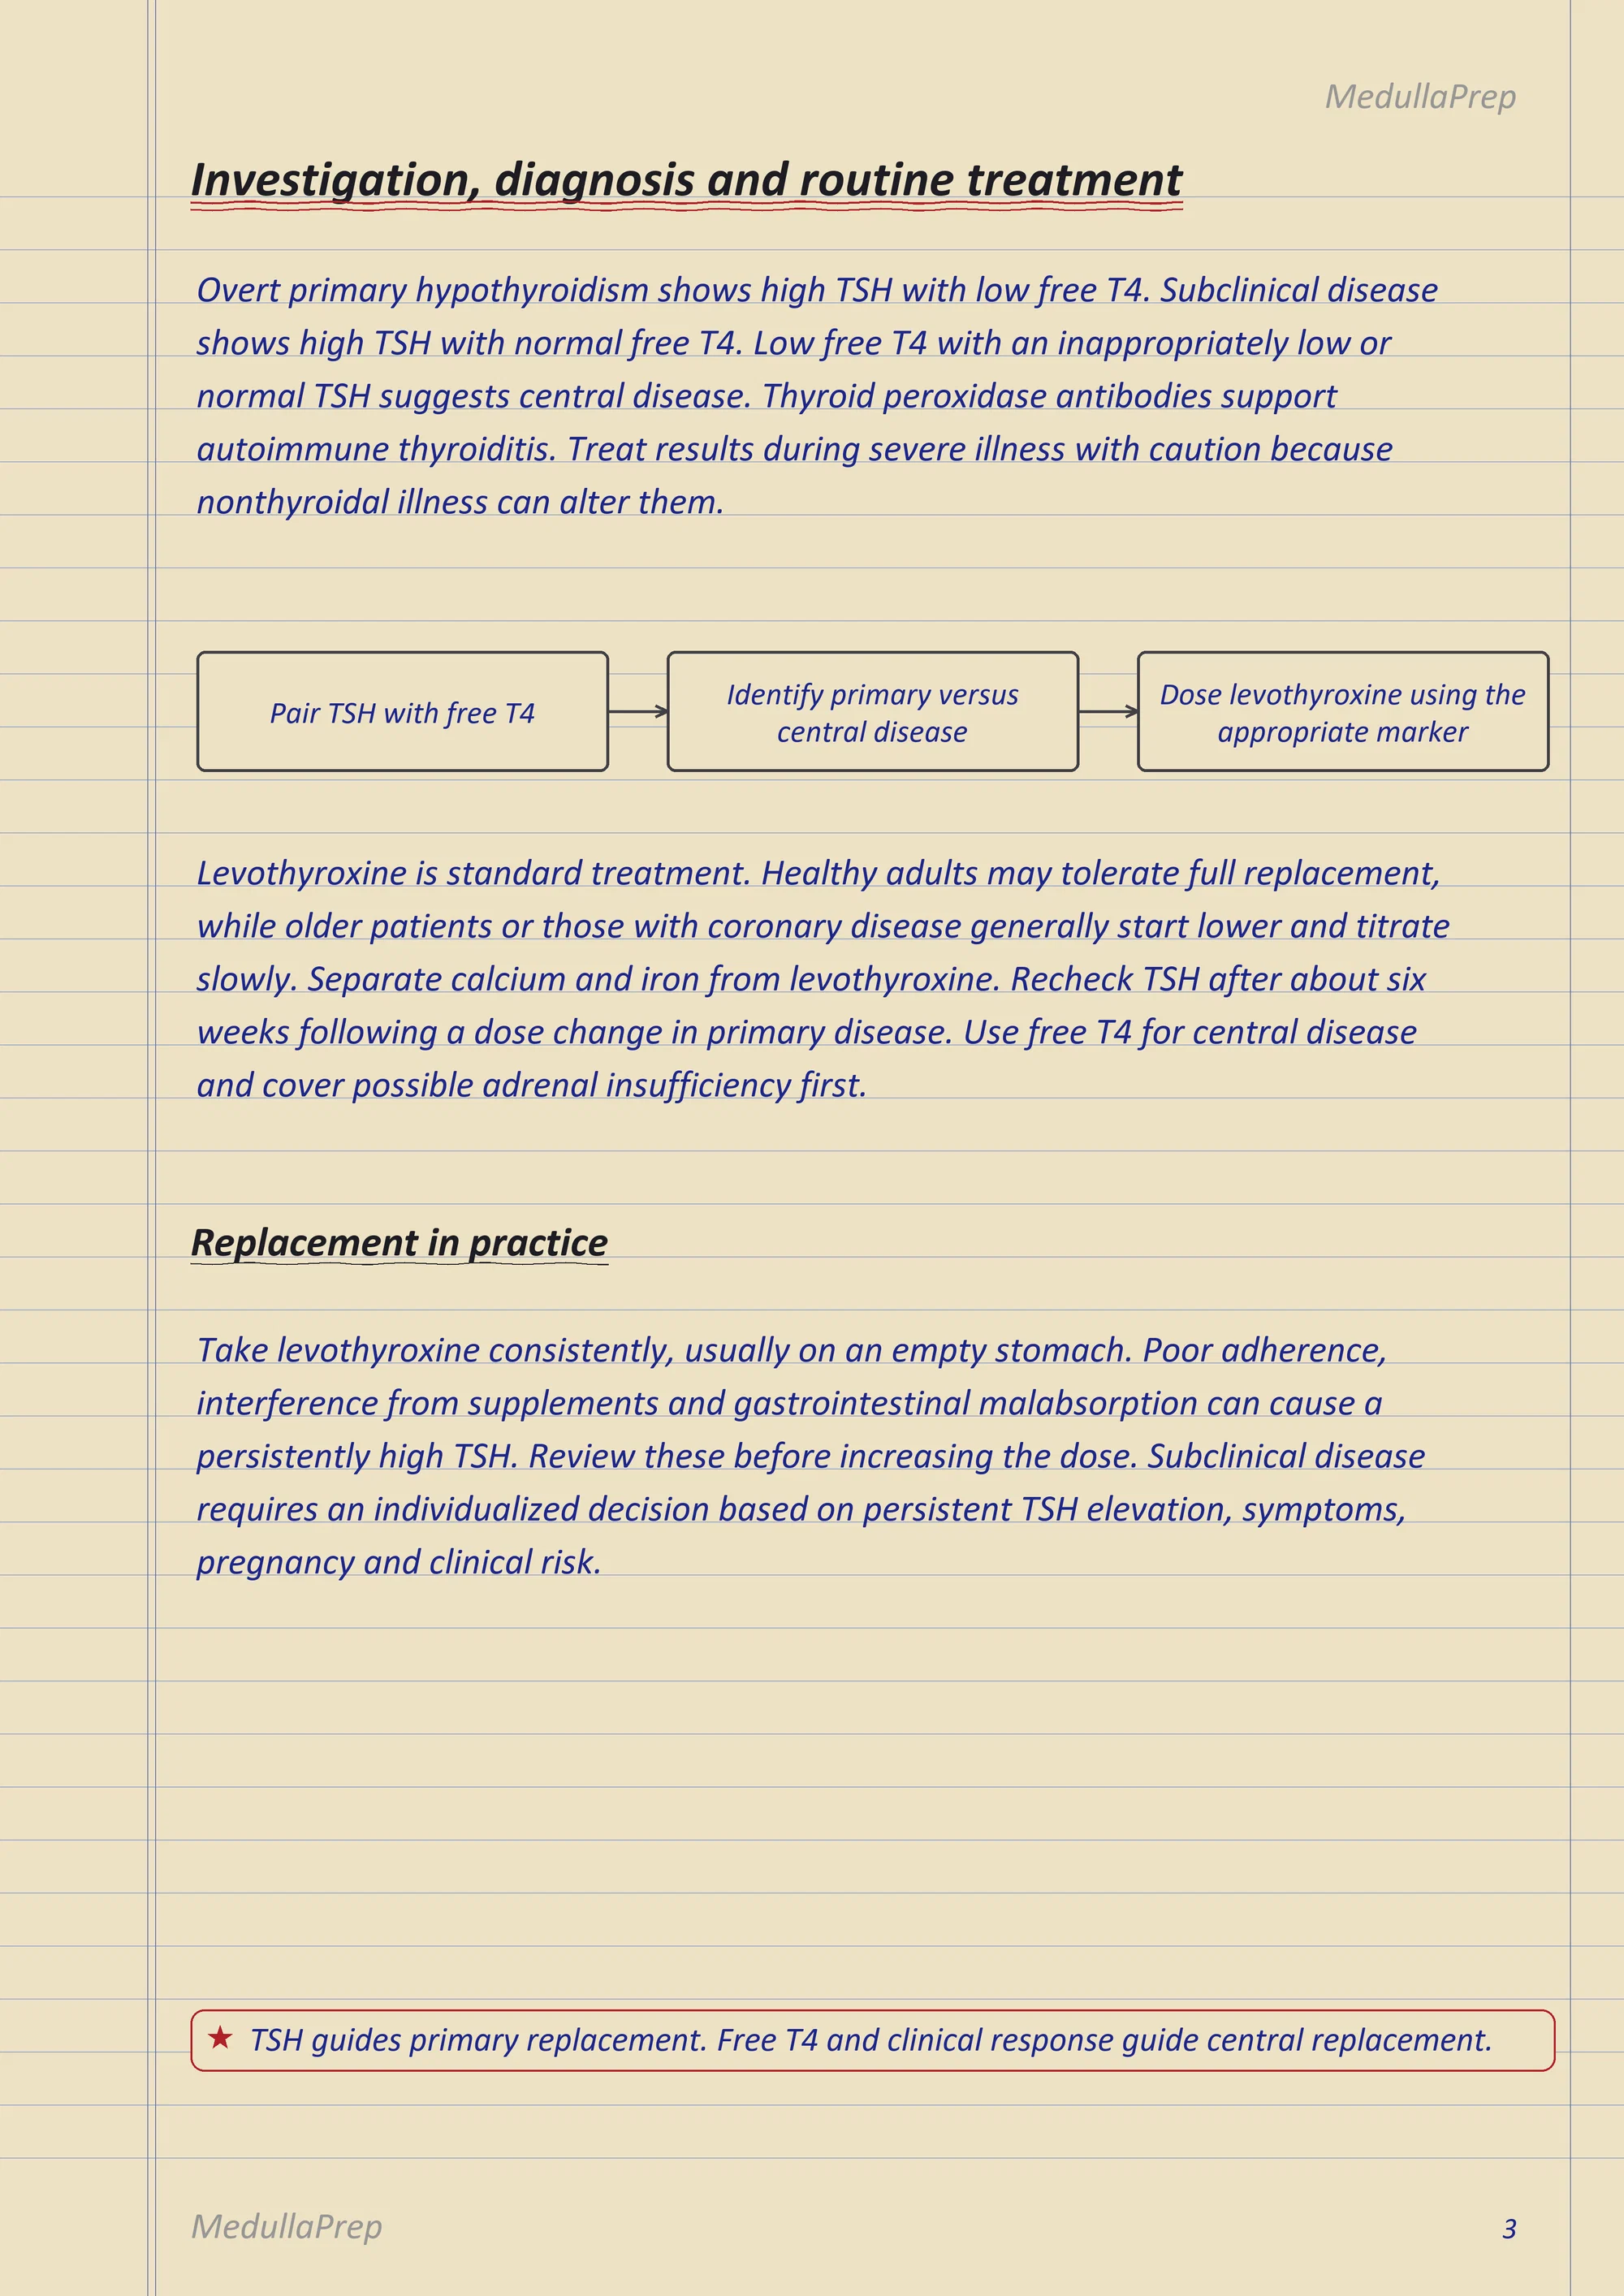 MedullaPrep
Investigation, diagnosis and routine treatment
Overt primary hypothyroidism shows high TSH with low free T4. Subclinical disease
shows high TSH with normal free T4. Low free T4 with an inappropriately low or
normal TSH suggests central disease. Thyroid peroxidase antibodies support
autoimmune thyroiditis. Treat results during severe illness with caution because
nonthyroidal illness can alter them.
Pair TSH with free T4
Identify primary versus
central disease
Dose levothyroxine using the
appropriate marker
Levothyroxine is standard treatment. Healthy adults may tolerate full replacement,
while older patients or those with coronary disease generally start lower and titrate
slowly. Separate calcium and iron from levothyroxine. Recheck TSH after about six
weeks following a dose change in primary disease. Use free T4 for central disease
and cover possible adrenal insufficiency first.
Replacement in practice
Take levothyroxine consistently, usually on an empty stomach. Poor adherence,
interference from supplements and gastrointestinal malabsorption can cause a
persistently high TSH. Review these before increasing the dose. Subclinical disease
requires an individualized decision based on persistent TSH elevation, symptoms,
pregnancy and clinical risk.
★ TSH guides primary replacement. Free T4 and clinical response guide central replacement.
MedullaPrep
3